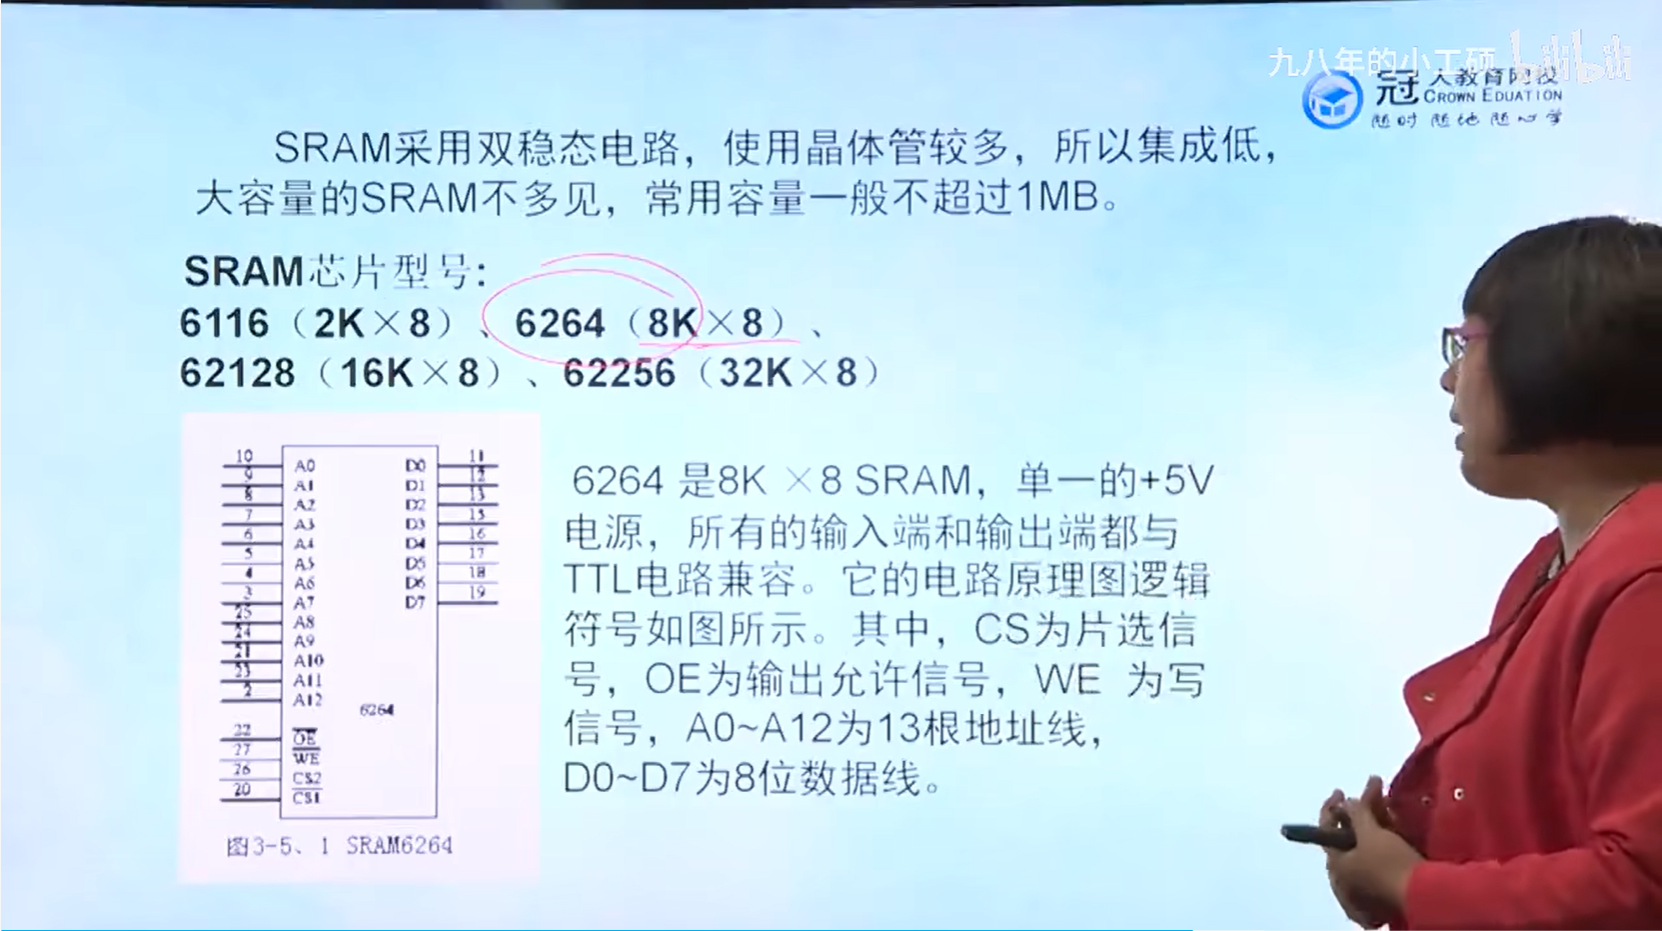 九八年的小工硕 bilibili
冠 人教育网校
CROWN EDUATION
随时 随地 随心学
SRAM采用双稳态电路，使用晶体管较多，所以集成低，
大容量的SRAM不多见，常用容量一般不超过1MB。
SRAM芯片型号：
6116（2K×8）、6264（8K×8）、
62128（16K×8）、62256（32K×8）
10 A0 D0 11
9 A1 D1 12
8 A2 D2 13
7 A3 D3 15
6 A4 D4 16
5 A5 D5 17
4 A6 D6 18
3 A7 D7 19
25 A8
24 A9
21 A10
23 A11
2 A12
6264
22 OE
27 WE
26 CS2
20 CS1
图3-5、1 SRAM6264
6264 是8K ×8 SRAM，单一的+5V
电源，所有的输入端和输出端都与
TTL电路兼容。它的电路原理图逻辑
符号如图所示。其中，CS为片选信
号，OE为输出允许信号，WE 为写
信号，A0~A12为13根地址线，
D0~D7为8位数据线。